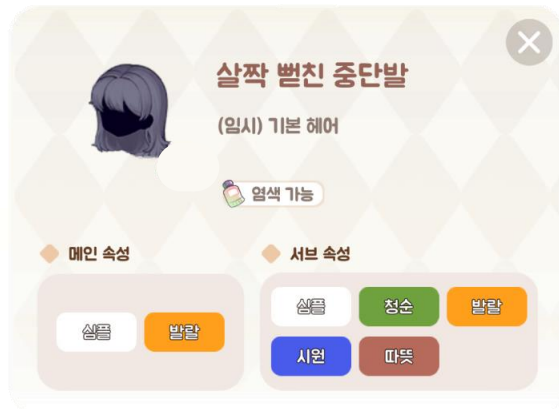 살짝 뻗친 중단발
(임시) 기본 헤어
염색 가능
메인 속성
심플 발랄
서브 속성
심플 청순 발랄
시원 따뜻